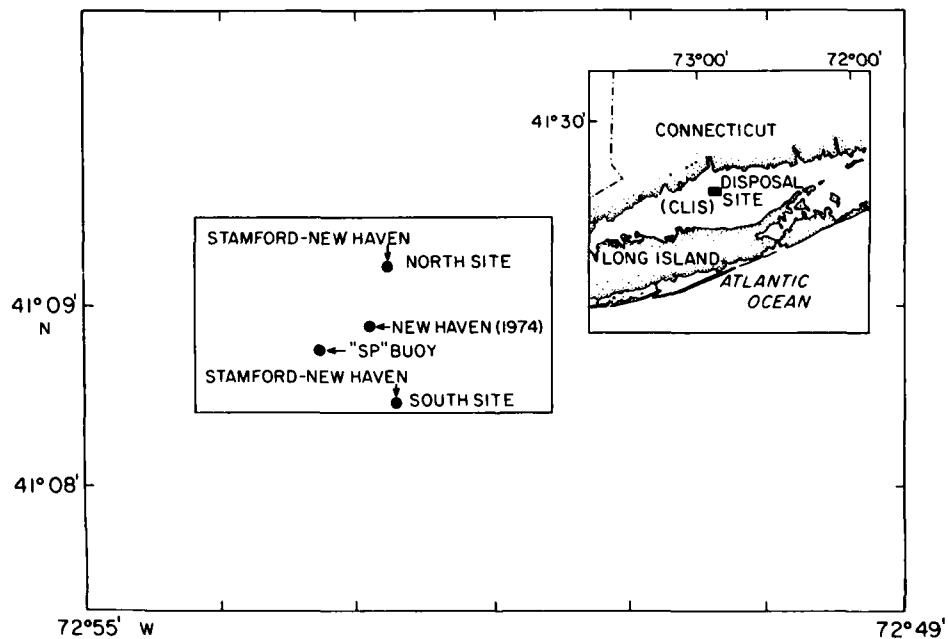 73°00'
72°00'
41°30'
CONNECTICUT
DISPOSAL
SITE
(CLIS)
LONG ISLAND
ATLANTIC
OCEAN
STAMFORD-NEW HAVEN
NORTH SITE
41°09'
N
NEW HAVEN (1974)
"SP" BUOY
STAMFORD-NEW HAVEN
SOUTH SITE
41°08'
72°55' W
72°49'